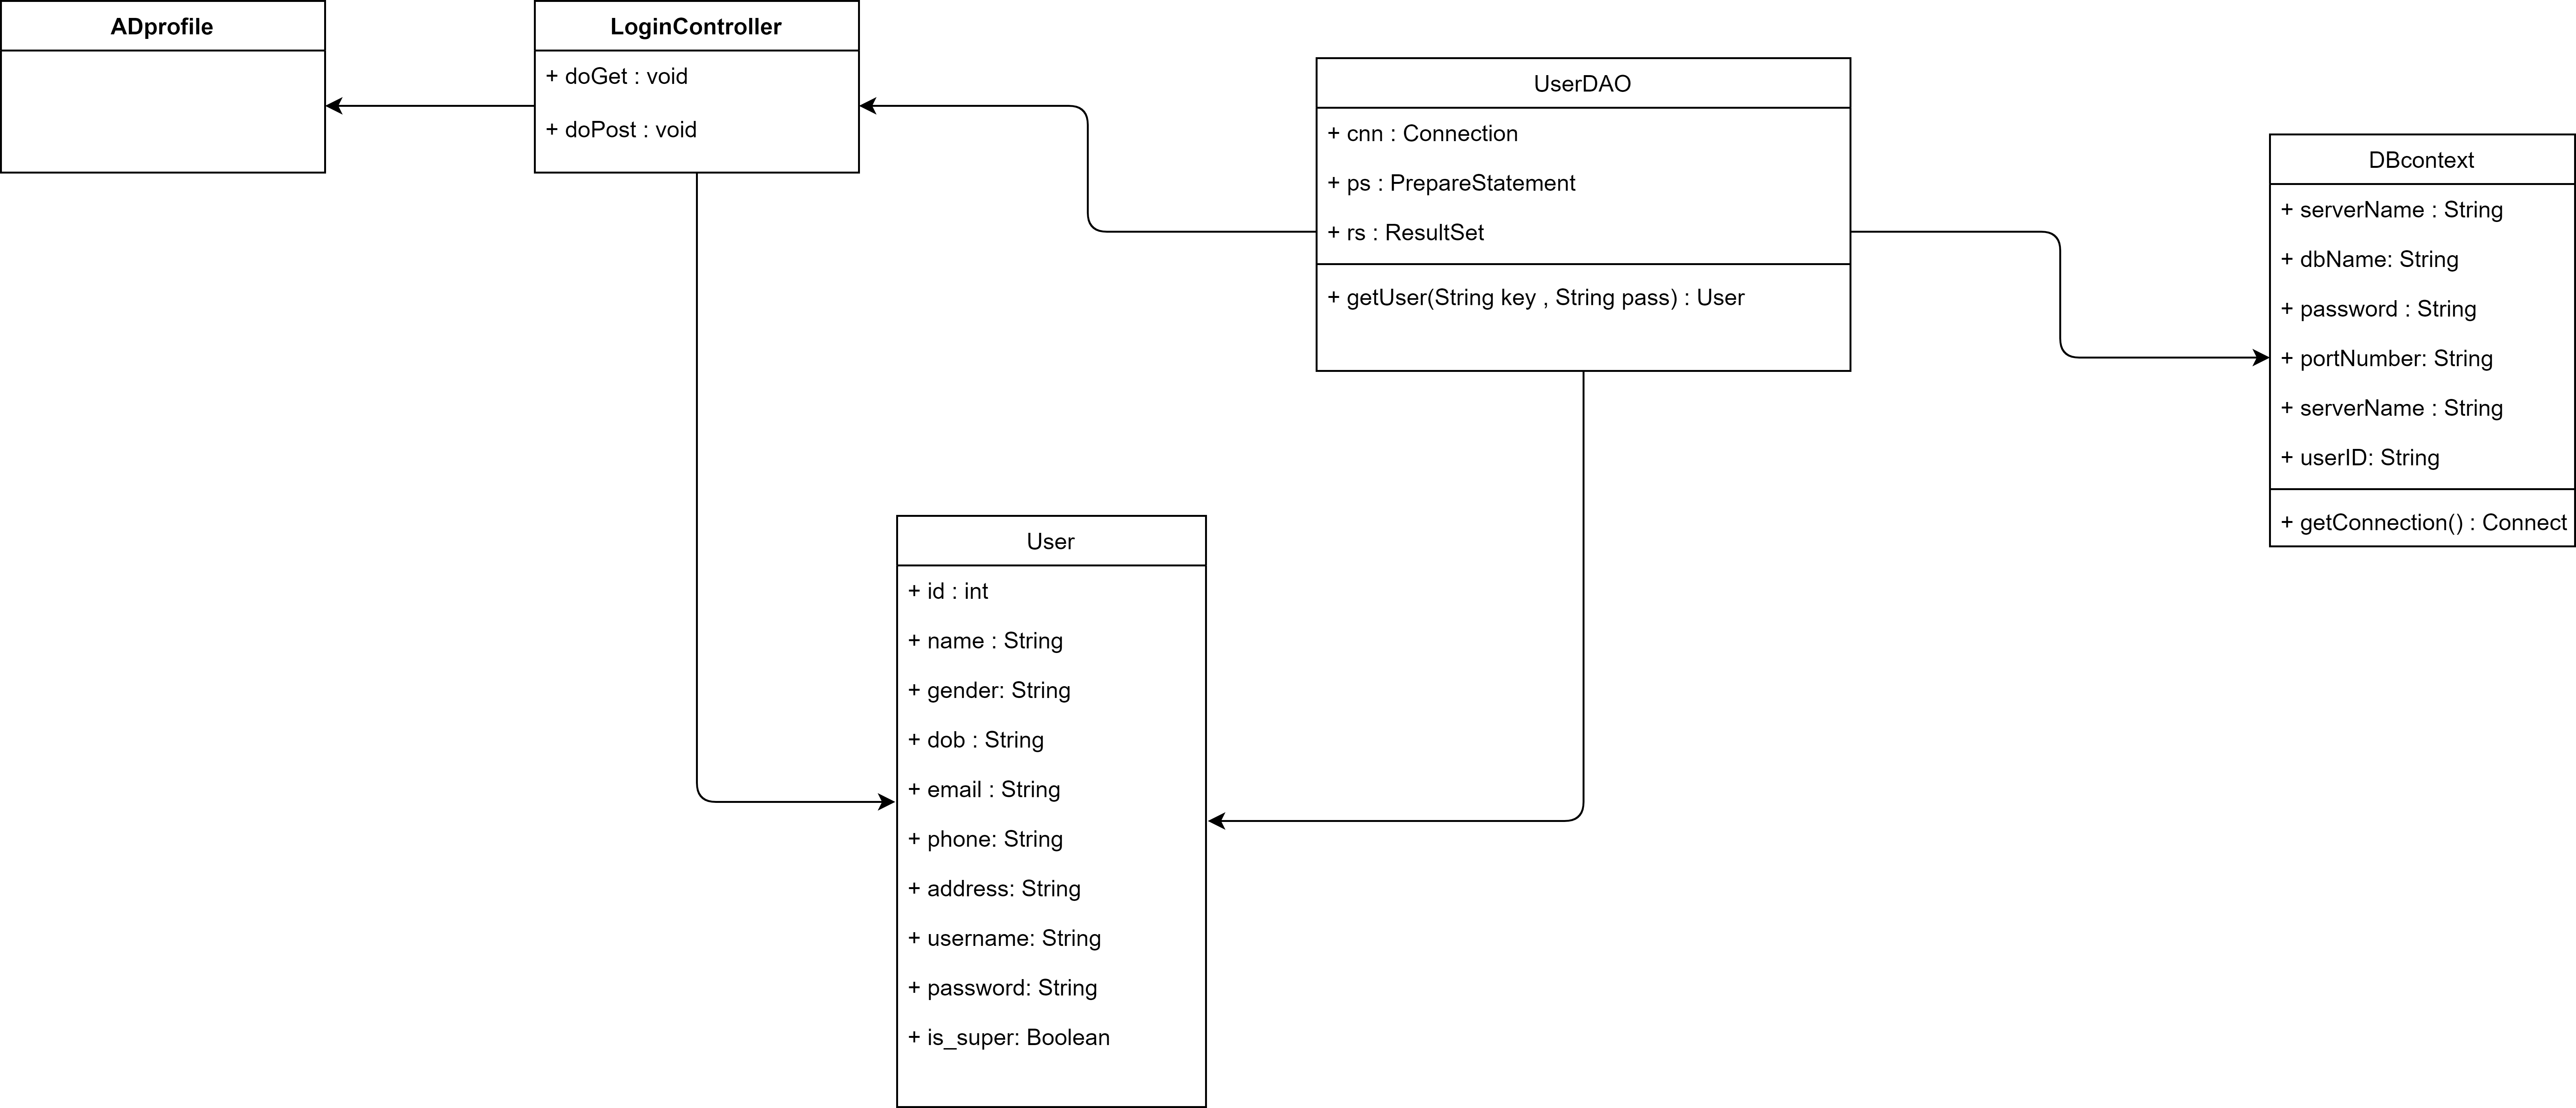 ADprofile
LoginController
+ doGet : void
+ doPost : void
UserDAO
+ cnn : Connection
+ ps : PrepareStatement
+ rs : ResultSet
+ getUser(String key , String pass) : User
DBcontext
+ serverName : String
+ dbName: String
+ password : String
+ portNumber: String
+ serverName : String
+ userID: String
+ getConnection() : Connect
User
+ id : int
+ name : String
+ gender: String
+ dob : String
+ email : String
+ phone: String
+ address: String
+ username: String
+ password: String
+ is_super: Boolean